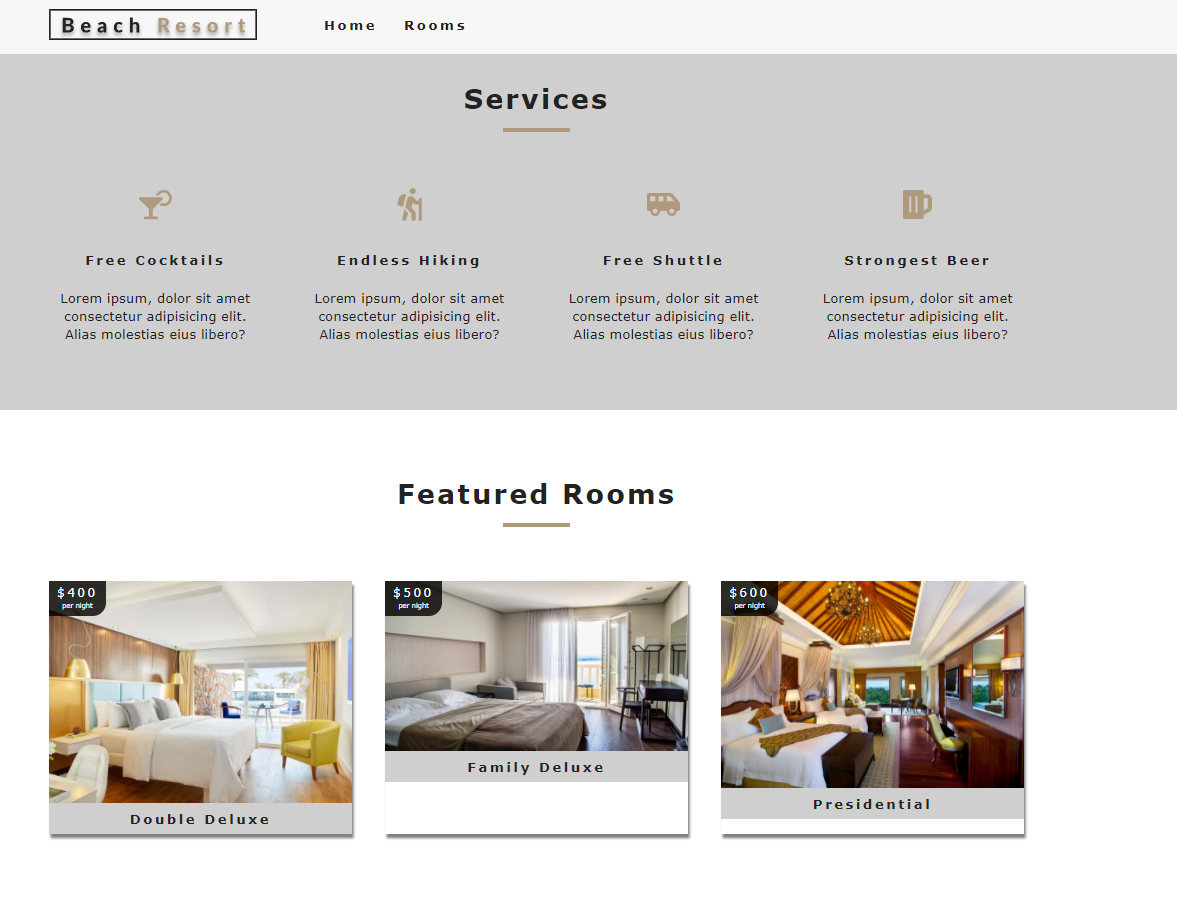 Beach Resort
Home Rooms
Services
Free Cocktails
Lorem ipsum, dolor sit amet
consectetur adipisicing elit.
Alias molestias eius libero?
Endless Hiking
Lorem ipsum, dolor sit amet
consectetur adipisicing elit.
Alias molestias eius libero?
Free Shuttle
Lorem ipsum, dolor sit amet
consectetur adipisicing elit.
Alias molestias eius libero?
Strongest Beer
Lorem ipsum, dolor sit amet
consectetur adipisicing elit.
Alias molestias eius libero?
Featured Rooms
$400
per night
Double Deluxe
$500
per night
Family Deluxe
$600
per night
Presidential